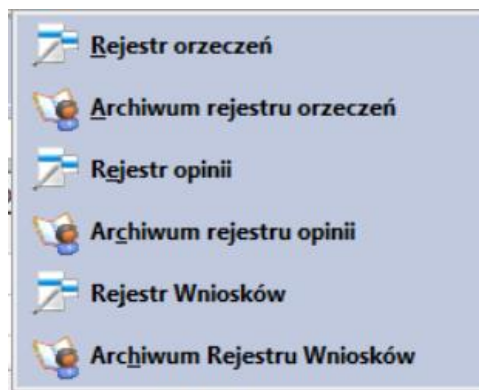 Rejestr orzeczeń
Archiwum rejestru orzeczeń
Rejestr opinii
Archiwum rejestru opinii
Rejestr Wniosków
Archiwum Rejestru Wniosków